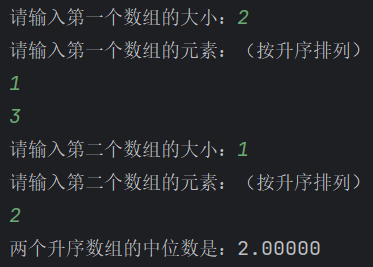 请输入第一个数组的大小：2
请输入第一个数组的元素：（按升序排列）
1
3
请输入第二个数组的大小：1
请输入第二个数组的元素：（按升序排列）
2
两个升序数组的中位数是：2.00000